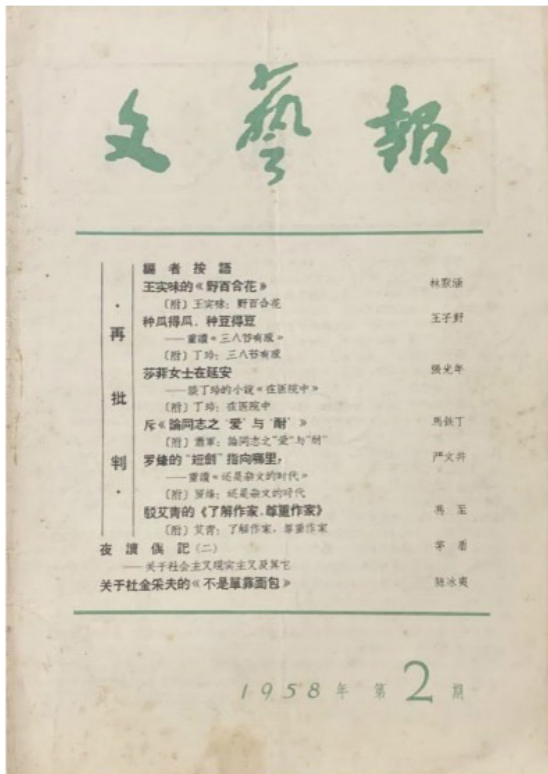 文藝報
·再批判·
編者按語
王实味的《野百合花》 林默涵
〔附〕王实味:野百合花
种瓜得瓜,种豆得豆 王子野
——重讀《三八节有感》
〔附〕丁玲:三八节有感
莎菲女士在延安 張光年
——談丁玲的小說《在医院中》
〔附〕丁玲:在医院中
斥《論同志之“爱”与“耐”》 馬铁丁
〔附〕蕭軍:論同志之“爱”与“耐”
罗烽的“短劍”指向哪里? 严文井
——重讀《还是杂文的时代》
〔附〕罗烽:还是杂文的时代
駁艾青的《了解作家,尊重作家》 馮至
〔附〕艾青:了解作家,尊重作家
夜讀偶記(二) 茅盾
——关于社会主义現实主义及其它
关于杜金采夫的《不是單靠面包》 陈冰夷
1958年第2期